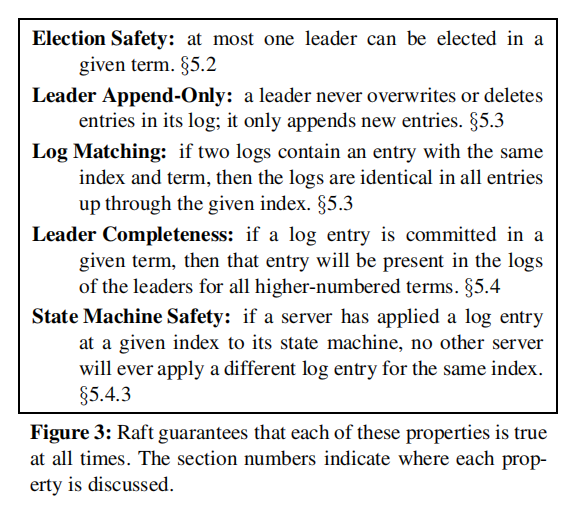 Election Safety: at most one leader can be elected in a
given term. §5.2
Leader Append-Only: a leader never overwrites or deletes
entries in its log; it only appends new entries. §5.3
Log Matching: if two logs contain an entry with the same
index and term, then the logs are identical in all entries
up through the given index. §5.3
Leader Completeness: if a log entry is committed in a
given term, then that entry will be present in the logs
of the leaders for all higher-numbered terms. §5.4
State Machine Safety: if a server has applied a log entry
at a given index to its state machine, no other server
will ever apply a different log entry for the same index.
§5.4.3
Figure 3: Raft guarantees that each of these properties is true
at all times. The section numbers indicate where each prop-
erty is discussed.